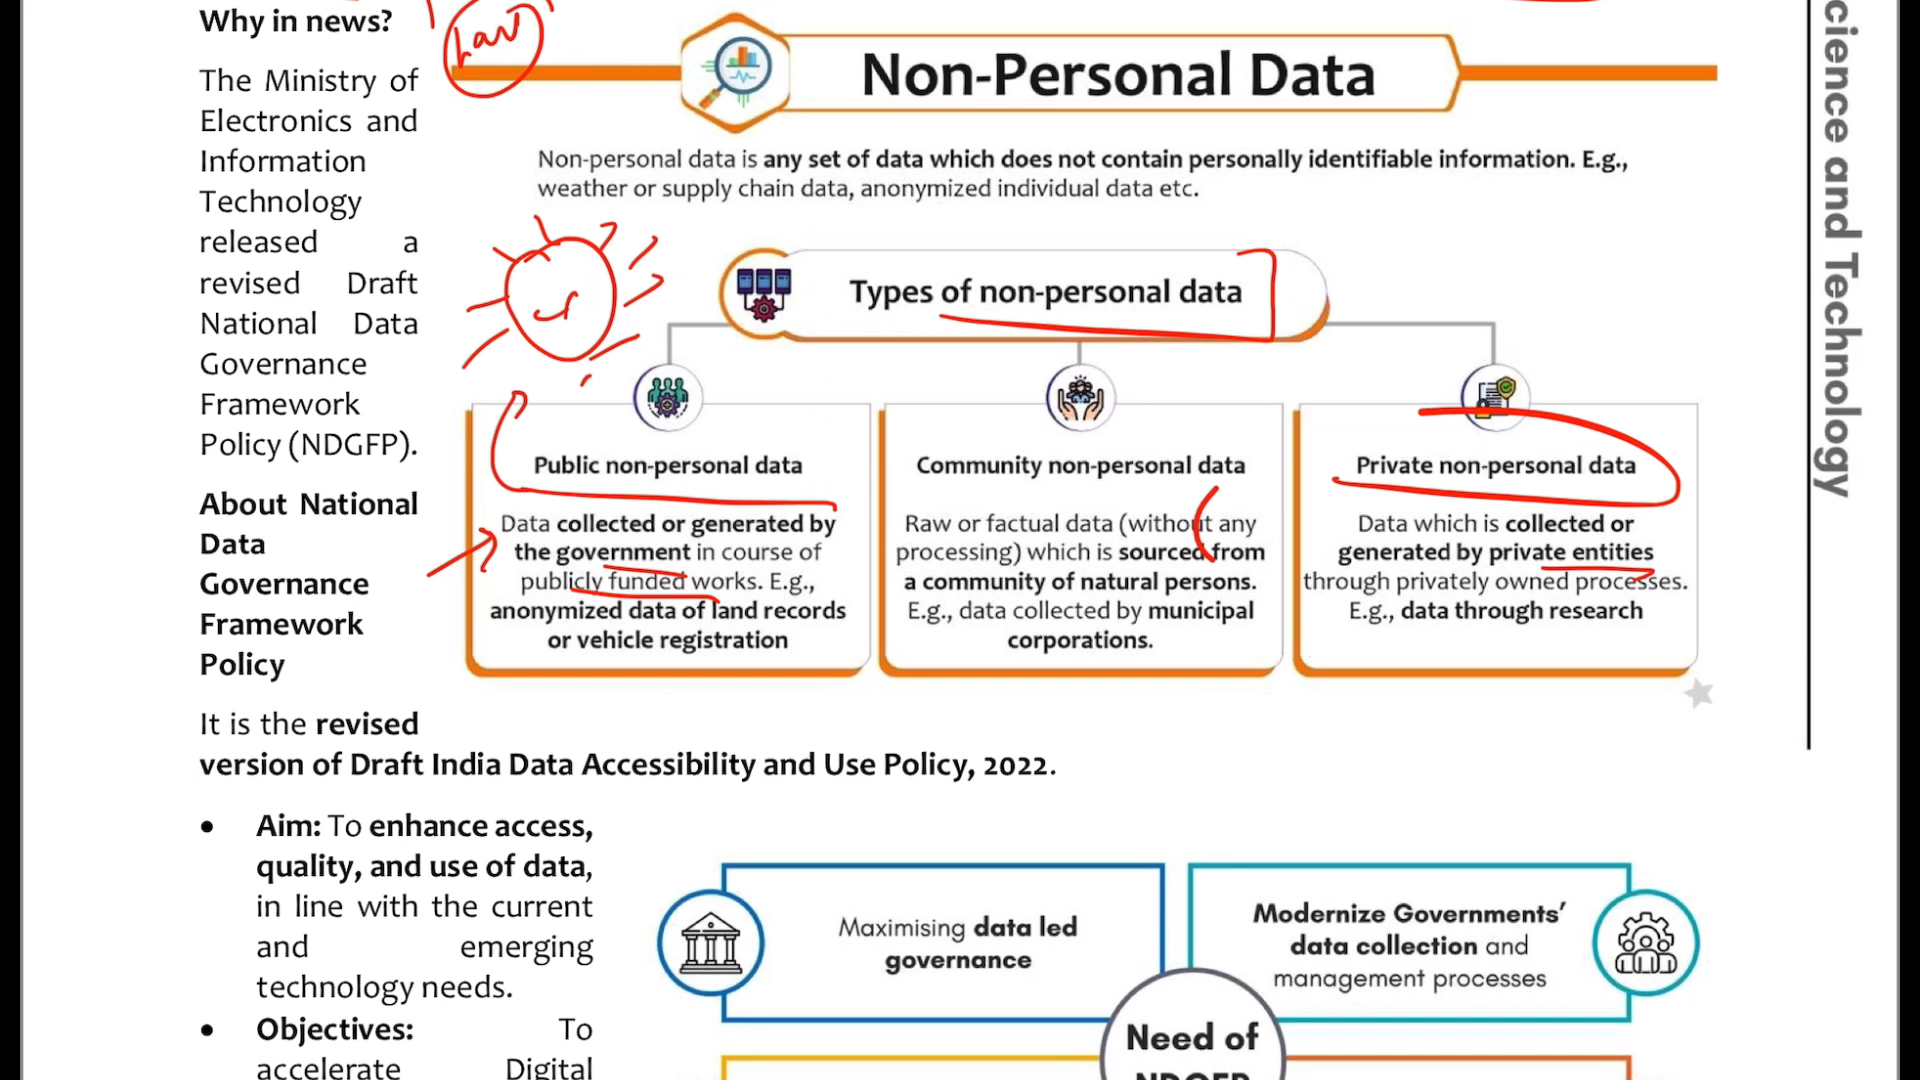 Why in news?
The Ministry of
Electronics and
Information
Technology
released a
revised Draft
National Data
Governance
Framework
Policy (NDGFP).
About National
Data
Governance
Framework
Policy
It is the revised
version of Draft India Data Accessibility and Use Policy, 2022.
• Aim: To enhance access,
quality, and use of data,
in line with the current
and emerging
technology needs.
• Objectives: To
accelerate Digital
Non-Personal Data
Non-personal data is any set of data which does not contain personally identifiable information. E.g.,
weather or supply chain data, anonymized individual data etc.
Types of non-personal data
Public non-personal data
Data collected or generated by
the government in course of
publicly funded works. E.g.,
anonymized data of land records
or vehicle registration
Community non-personal data
Raw or factual data (without any
processing) which is sourced from
a community of natural persons.
E.g., data collected by municipal
corporations.
Private non-personal data
Data which is collected or
generated by private entities
through privately owned processes.
E.g., data through research
Maximising data led
governance
Modernize Governments'
data collection and
management processes
Need of
NDGFP
cience and Technology